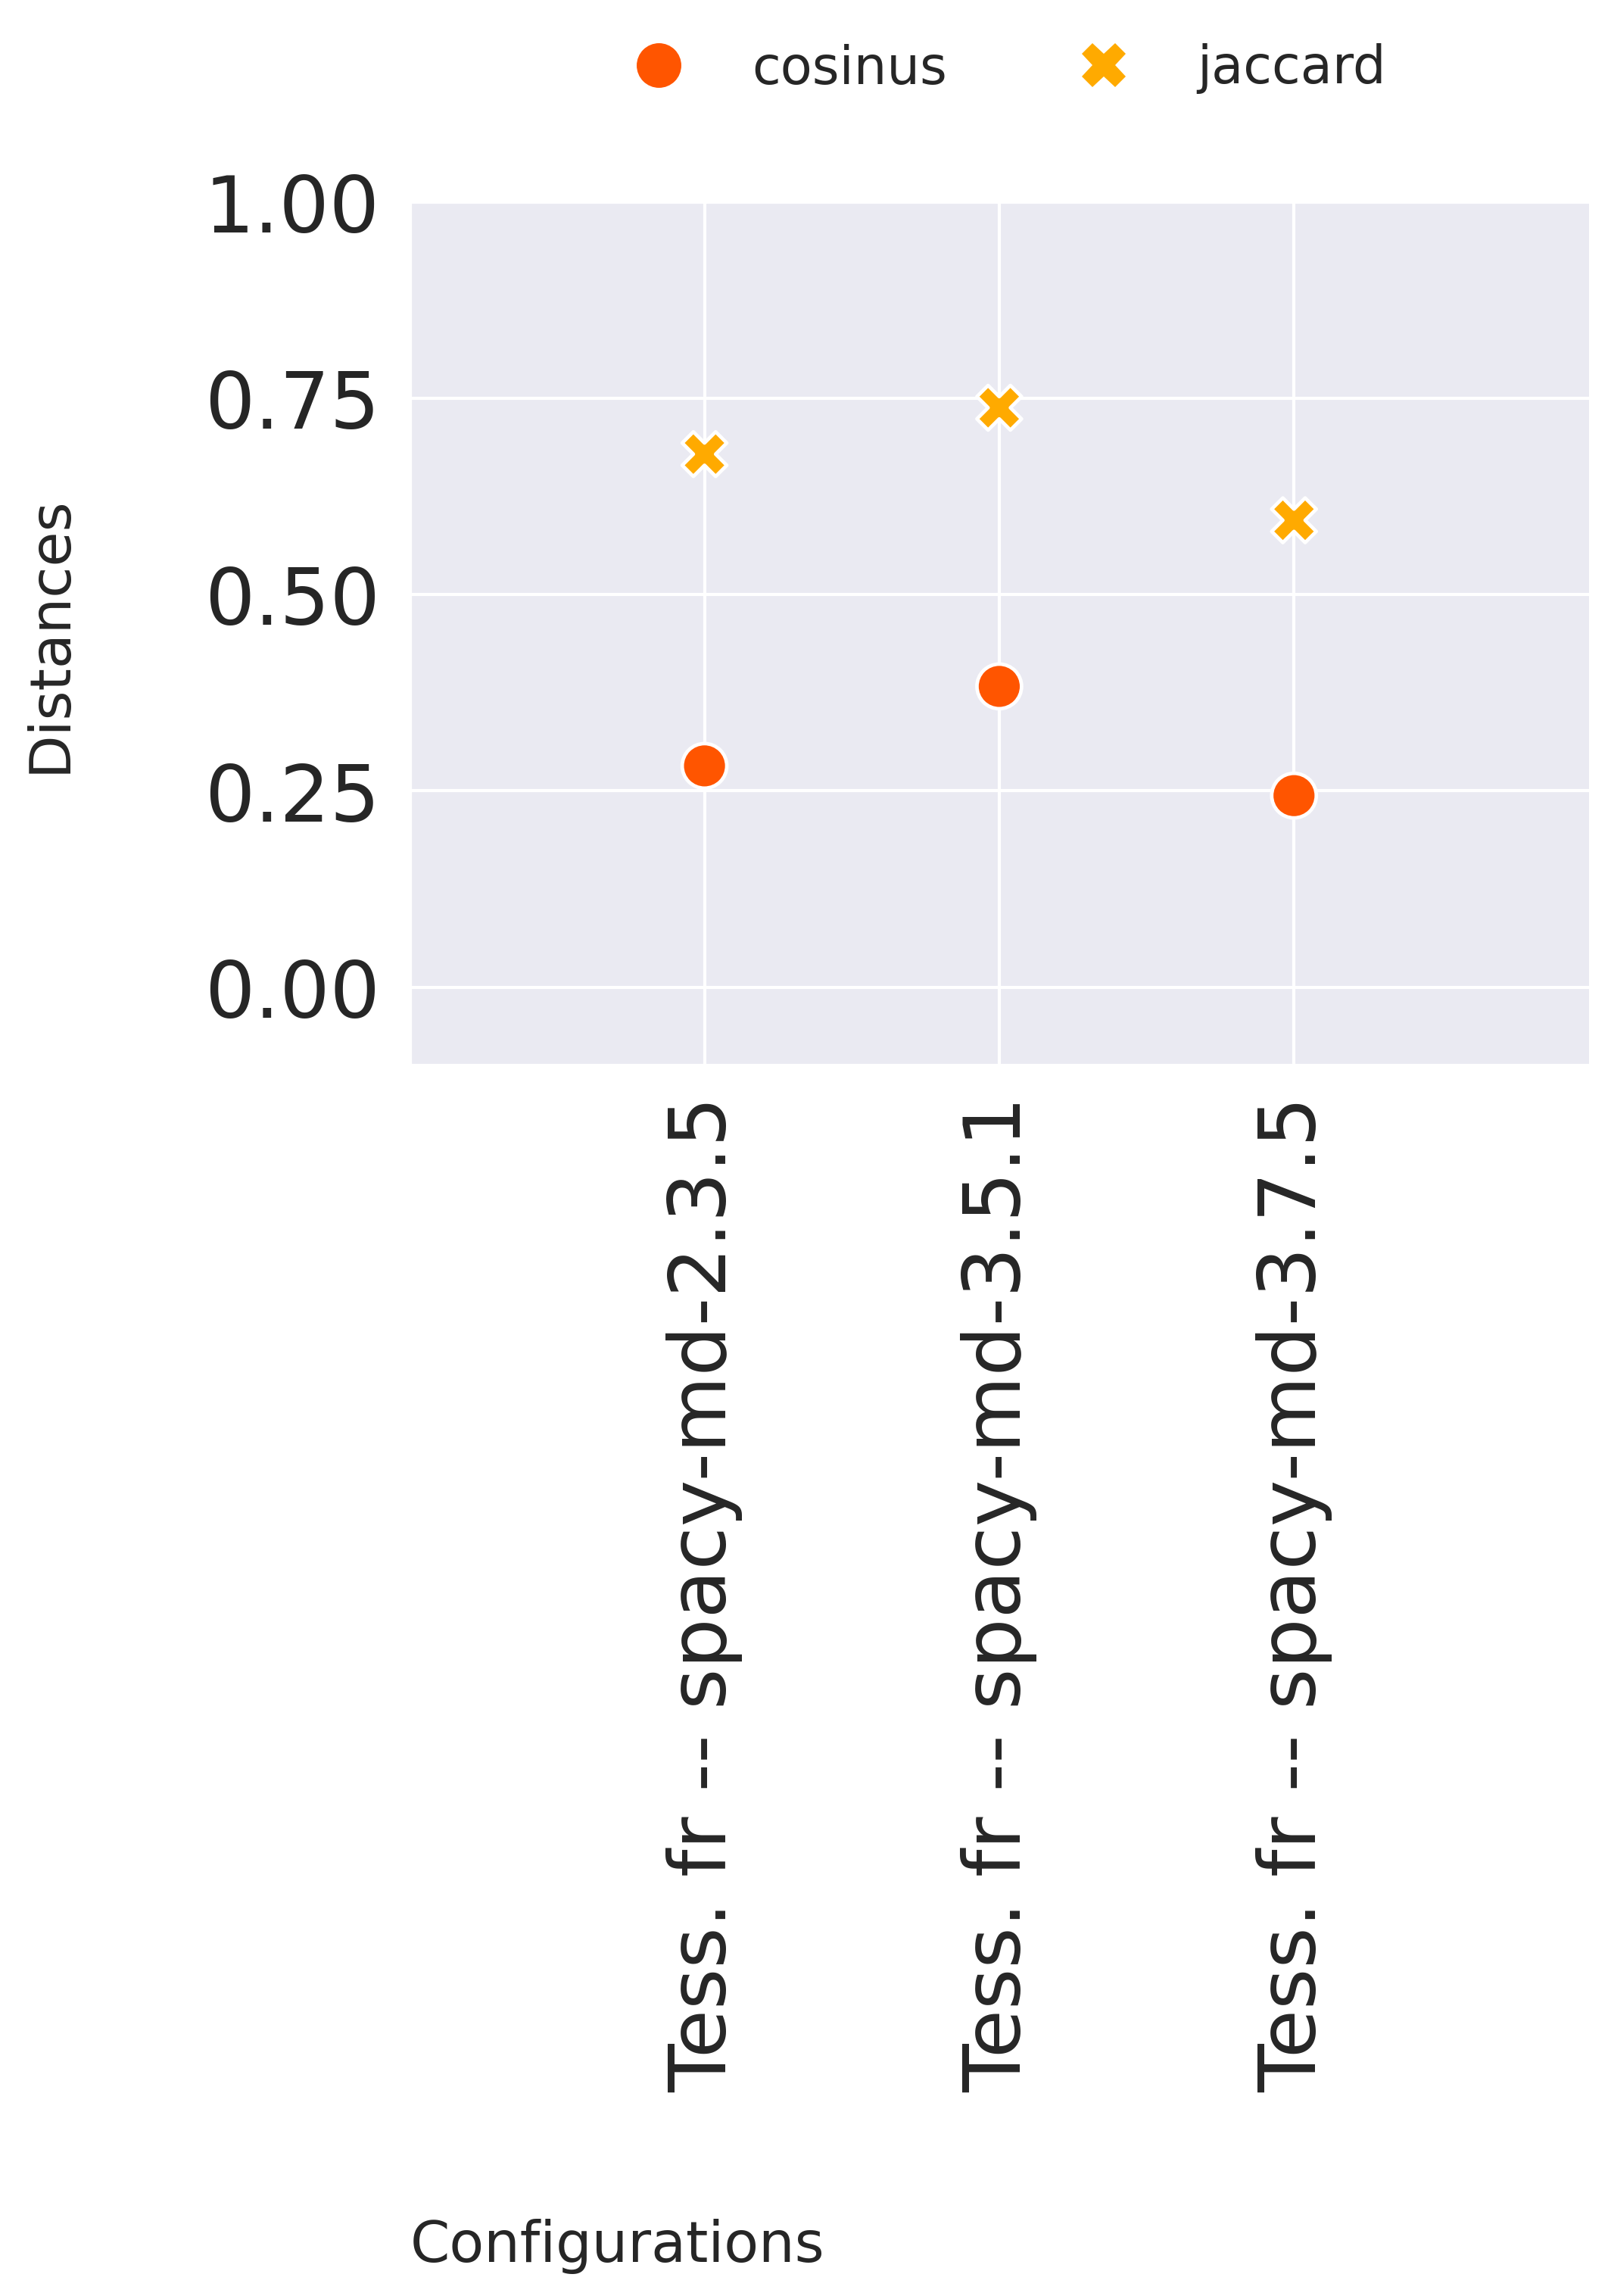 cosinus jaccard
1.00
0.75
0.50
0.25
0.00
Distances
Tess. fr -- spacy-md-2.3.5
Tess. fr -- spacy-md-3.5.1
Tess. fr -- spacy-md-3.7.5
Configurations